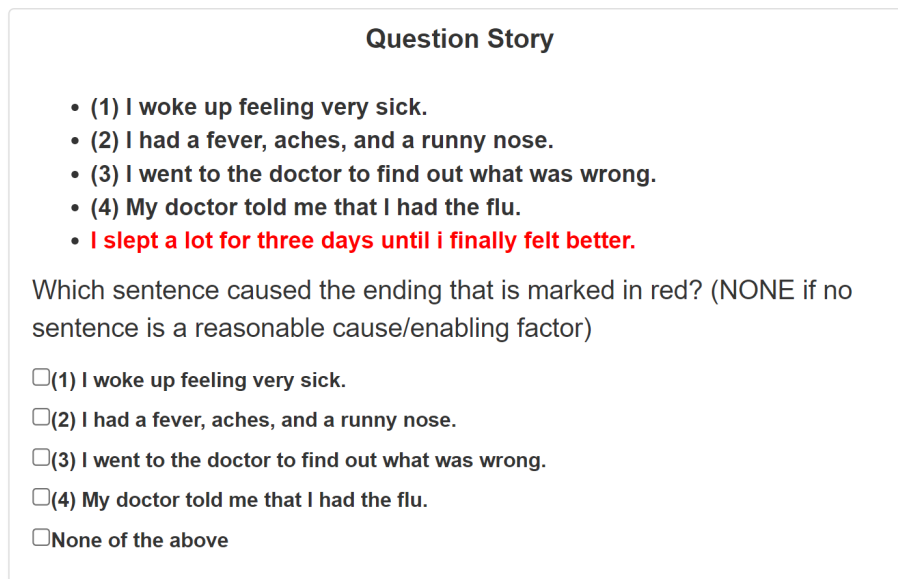 Question Story
(1) I woke up feeling very sick.
(2) I had a fever, aches, and a runny nose.
(3) I went to the doctor to find out what was wrong.
(4) My doctor told me that I had the flu.
I slept a lot for three days until i finally felt better.
Which sentence caused the ending that is marked in red? (NONE if no
sentence is a reasonable cause/enabling factor)
(1) I woke up feeling very sick.
(2) I had a fever, aches, and a runny nose.
(3) I went to the doctor to find out what was wrong.
(4) My doctor told me that I had the flu.
None of the above